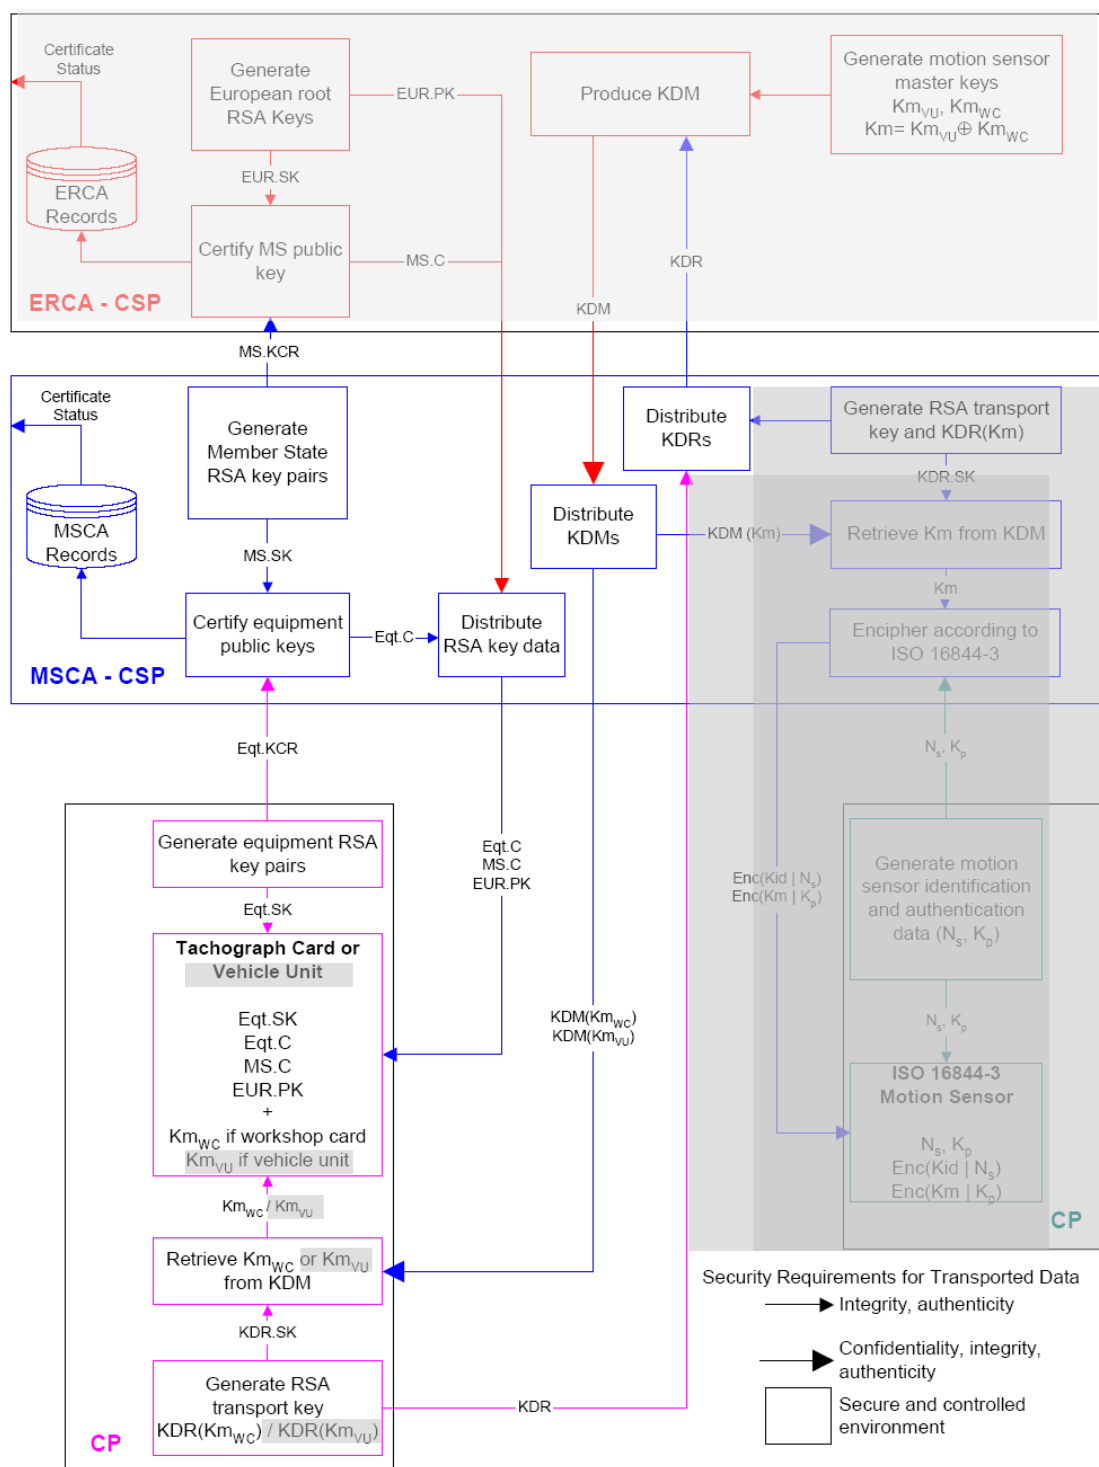 Certificate
Status
Generate
European root
RSA Keys
EUR.PK
Produce KDM
Generate motion sensor
master keys
Km_VU, Km_WC
Km= Km_VU⊕ Km_WC
EUR.SK
ERCA
Records
Certify MS public
key
MS.C
KDR
ERCA - CSP
KDM
MS.KCR
Certificate
Status
Generate
Member State
RSA key pairs
Distribute
KDRs
Generate RSA transport
key and KDR(Km)
KDR.SK
MSCA
Records
Distribute
KDMs
KDM (Km)
Retrieve Km from KDM
MS.SK
Km
Certify equipment
public keys
Eqt.C
Distribute
RSA key data
Encipher according to
ISO 16844-3
MSCA - CSP
Eqt.KCR
N_s, K_p
Generate equipment RSA
key pairs
Eqt.C
MS.C
EUR.PK
Enc(Kid | N_s)
Enc(Km | K_p)
Generate motion
sensor identification
and authentication
data (N_s, K_p)
Eqt.SK
Tachograph Card or
Vehicle Unit
Eqt.SK
Eqt.C
MS.C
EUR.PK
+
Km_WC if workshop card
Km_VU if vehicle unit
KDM(Km_WC)
KDM(Km_VU)
N_s, K_p
ISO 16844-3
Motion Sensor
N_s, K_p
Enc(Kid | N_s)
Enc(Km | K_p)
CP
Km_WC / Km_VU
Retrieve Km_WC or Km_VU
from KDM
KDR.SK
Generate RSA
transport key
KDR(Km_WC) / KDR(Km_VU)
KDR
CP
Security Requirements for Transported Data
Integrity, authenticity
Confidentiality, integrity,
authenticity
Secure and controlled
environment